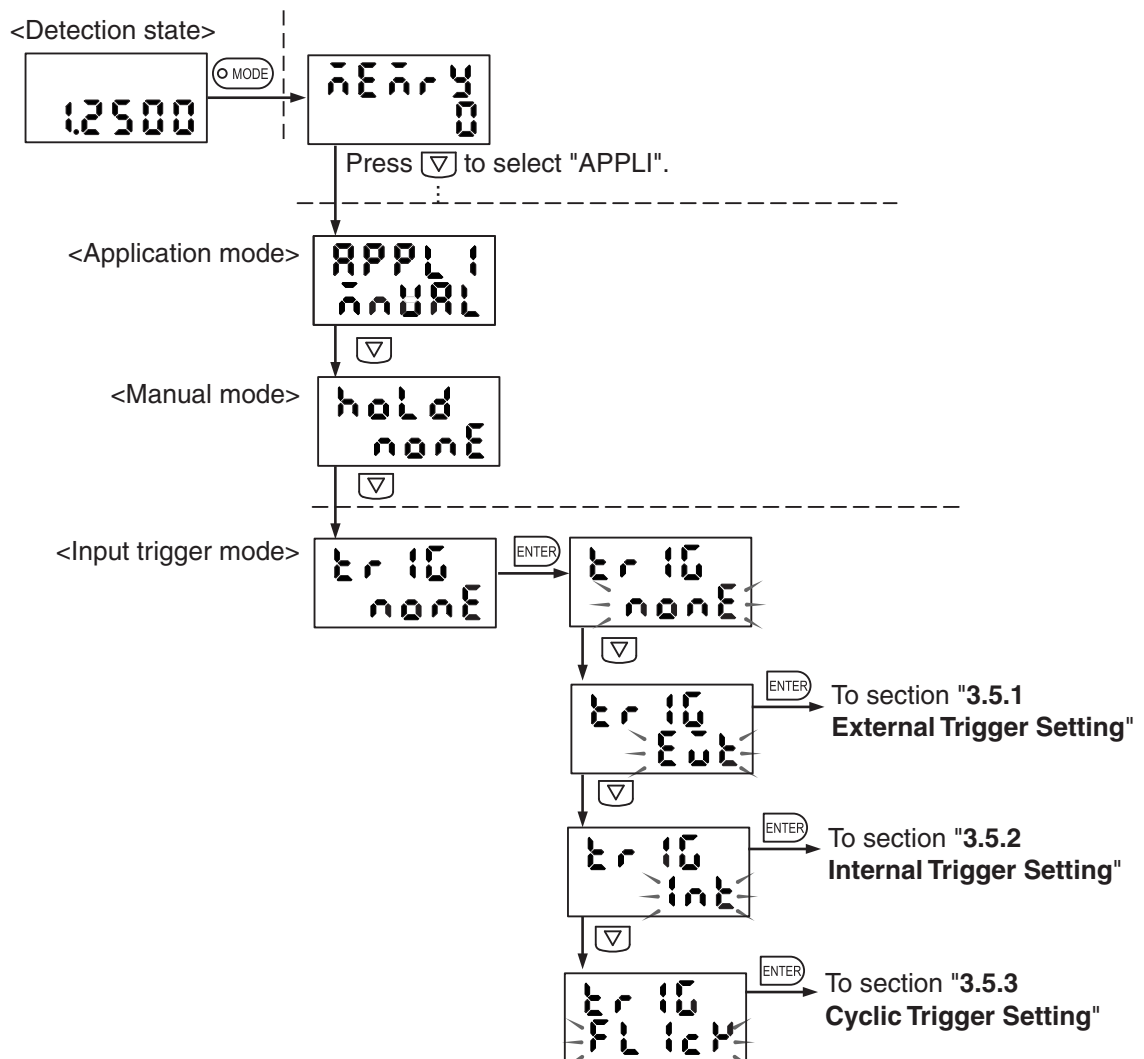 <Detection state>
MODE
1.2500
MEMrY
0
Press ▽ to select "APPLI".
<Application mode>
APPLI
MnUAL
<Manual mode>
hoLd
nonE
<Input trigger mode>
trIG
nonE
ENTER
trIG
nonE
trIG
Ewt
ENTER
To section "3.5.1
External Trigger Setting"
trIG
Int
ENTER
To section "3.5.2
Internal Trigger Setting"
trIG
FLIcK
ENTER
To section "3.5.3
Cyclic Trigger Setting"